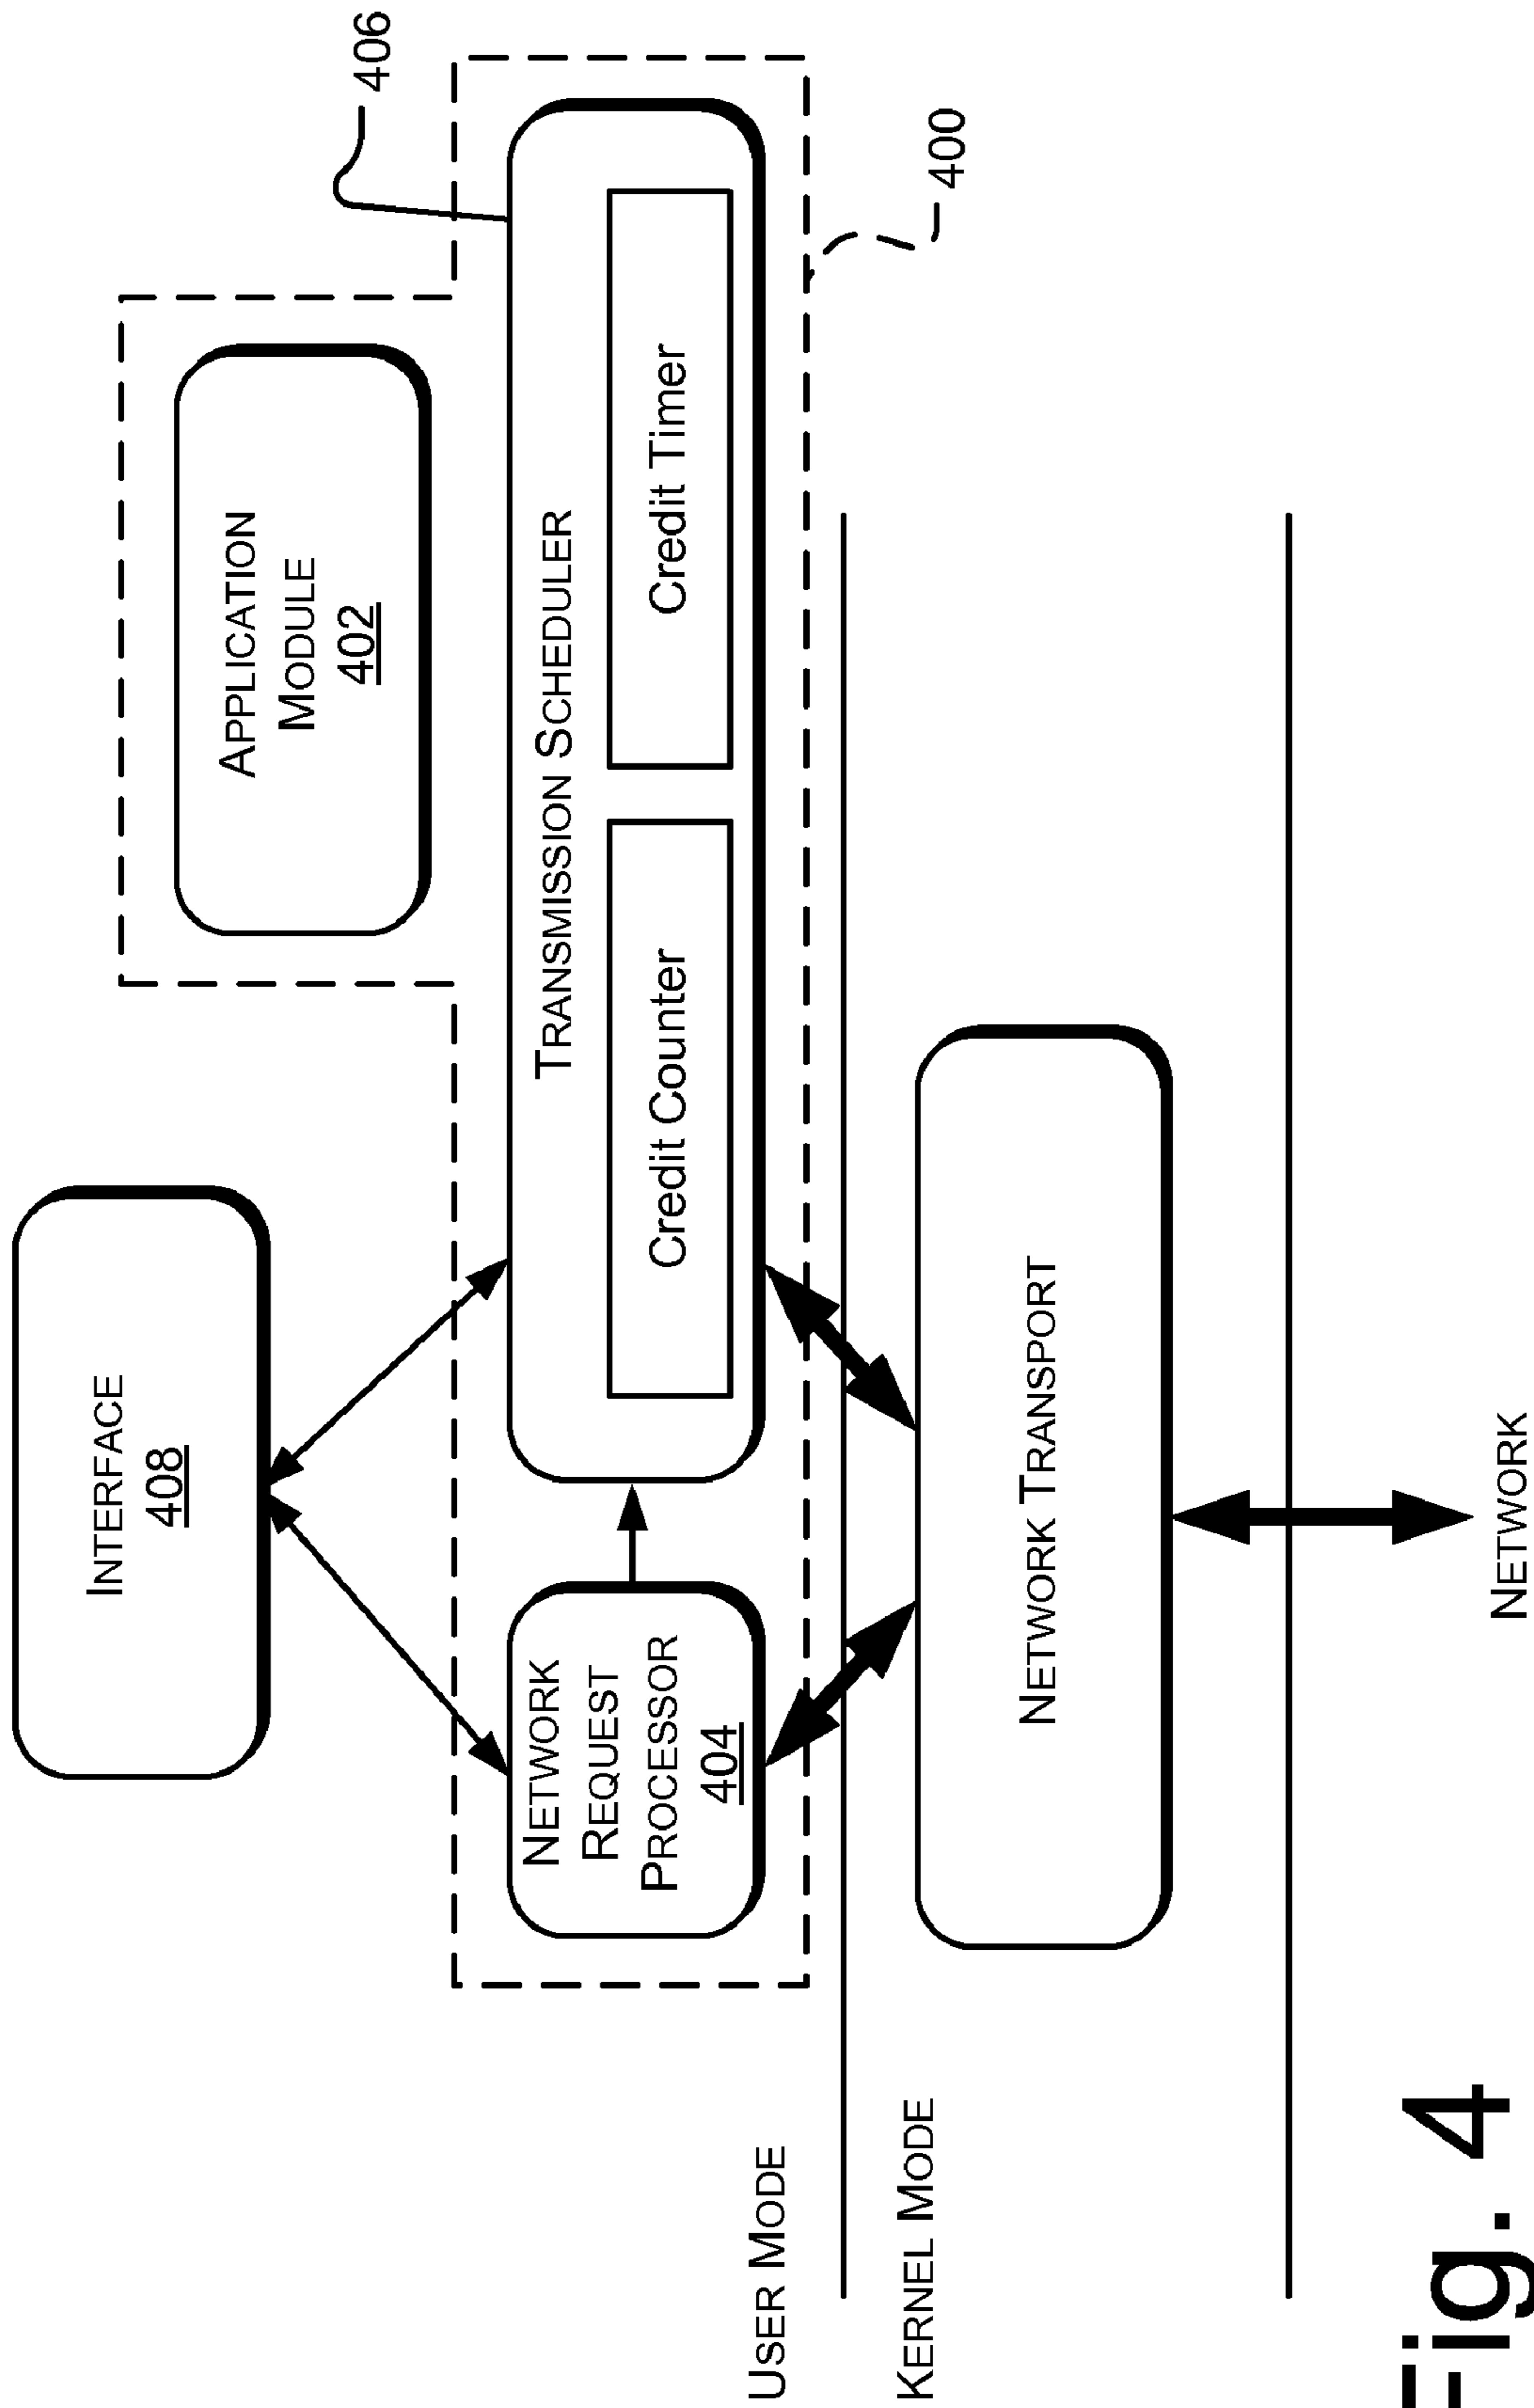 INTERFACE
408
APPLICATION
MODULE
402
406
NETWORK
REQUEST
PROCESSOR
404
TRANSMISSION SCHEDULER
Credit Counter
Credit Timer
400
USER MODE
KERNEL MODE
NETWORK TRANSPORT
NETWORK
Fig. 4